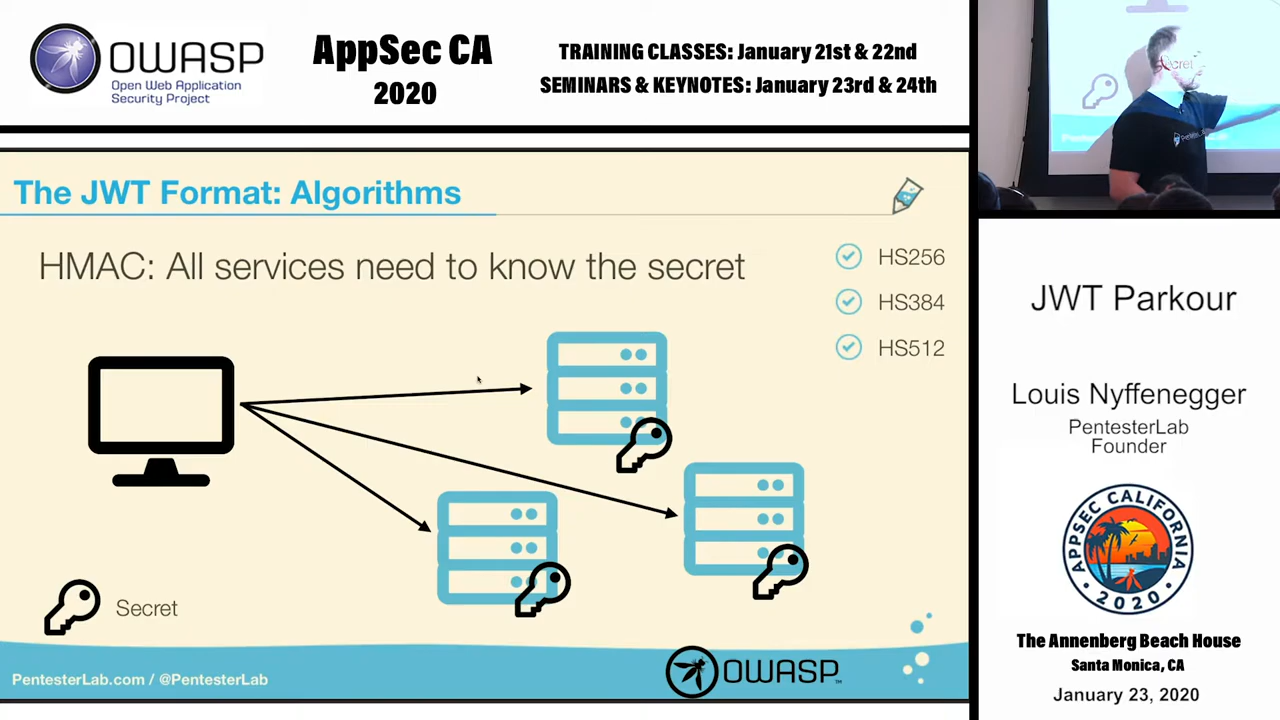 OWASP
Open Web Application
Security Project
AppSec CA
2020
TRAINING CLASSES: January 21st & 22nd
SEMINARS & KEYNOTES: January 23rd & 24th
The JWT Format: Algorithms
HMAC: All services need to know the secret
HS256
HS384
HS512
Secret
PentesterLab.com / @PentesterLab
OWASP
JWT Parkour
Louis Nyffenegger
PentesterLab
Founder
APPSEC CALIFORNIA
2020
The Annenberg Beach House
Santa Monica, CA
January 23, 2020